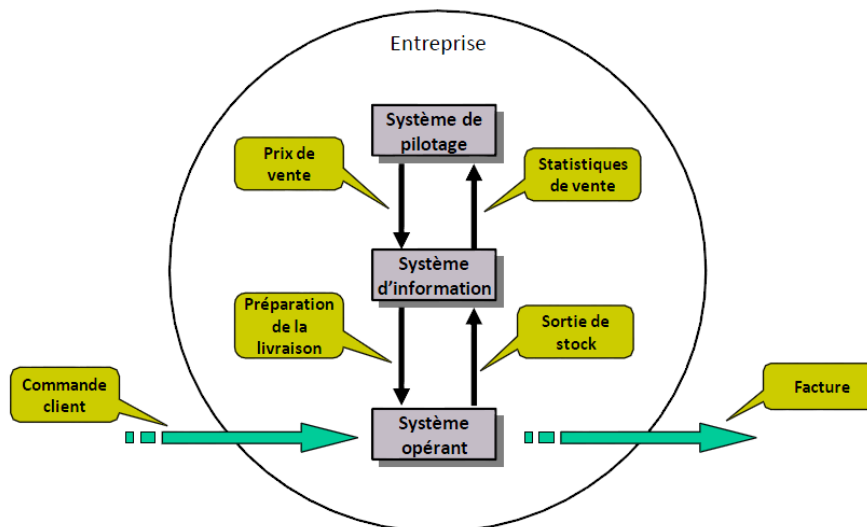 Entreprise
Système de
pilotage
Prix de
vente
Statistiques
de vente
Système
d'information
Préparation
de la
livraison
Sortie de
stock
Commande
client
Système
opérant
Facture